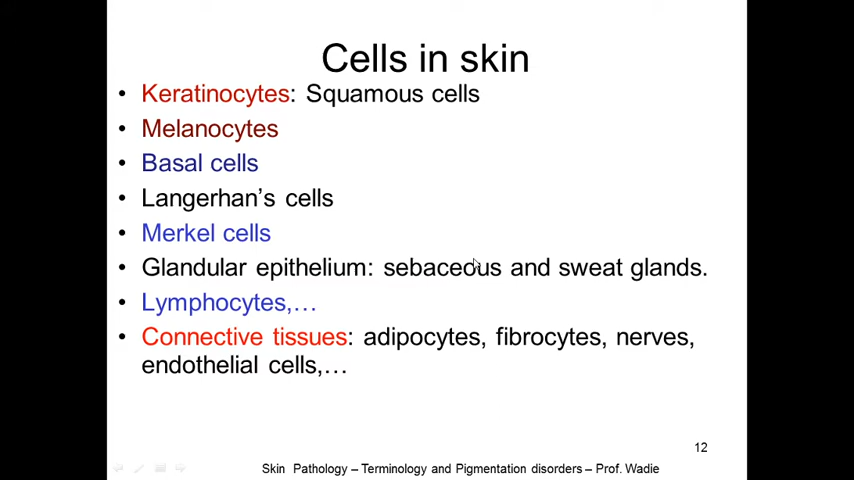 Cells in skin
• Keratinocytes: Squamous cells
• Melanocytes
• Basal cells
• Langerhan’s cells
• Merkel cells
• Glandular epithelium: sebaceous and sweat glands.
• Lymphocytes,…
• Connective tissues: adipocytes, fibrocytes, nerves,
endothelial cells,…
12
Skin Pathology – Terminology and Pigmentation disorders – Prof. Wadie